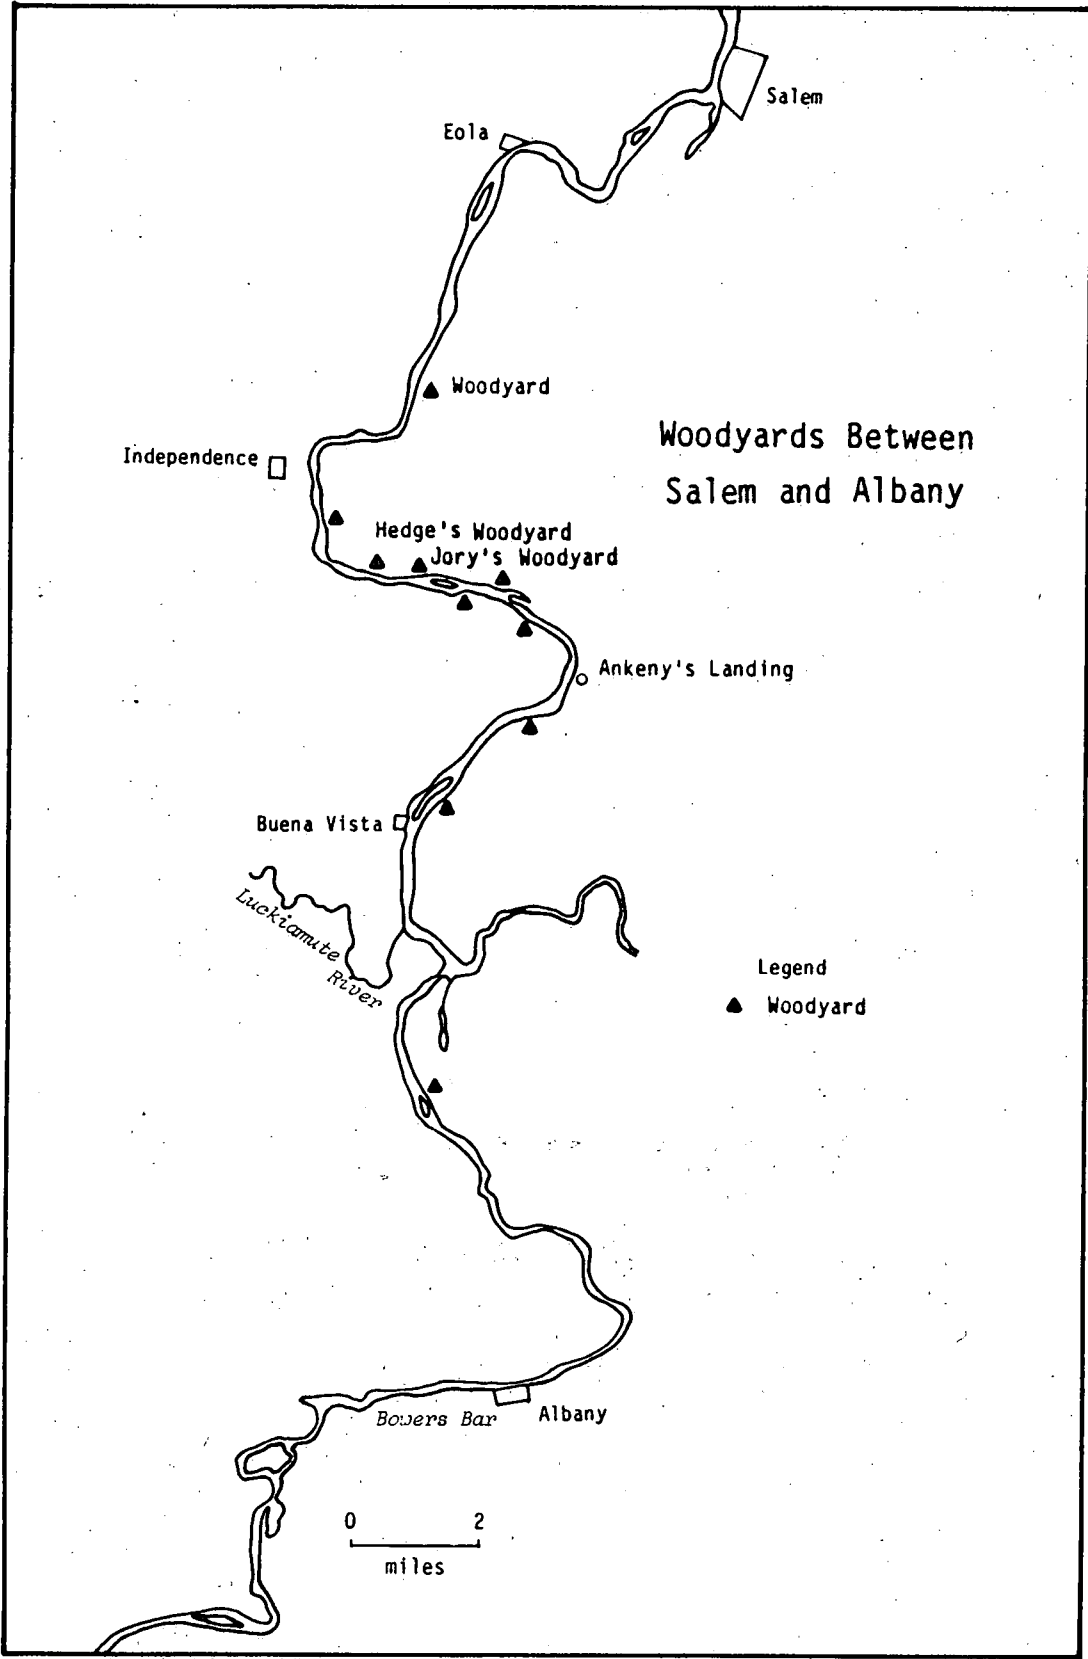 Salem
Eola
Woodyard
Woodyards Between
Salem and Albany
Independence
Hedge's Woodyard
Jory's Woodyard
Ankeny's Landing
Buena Vista
Luckiamute
River
Legend
Woodyard
Albany
Bowers Bar
0 2
miles